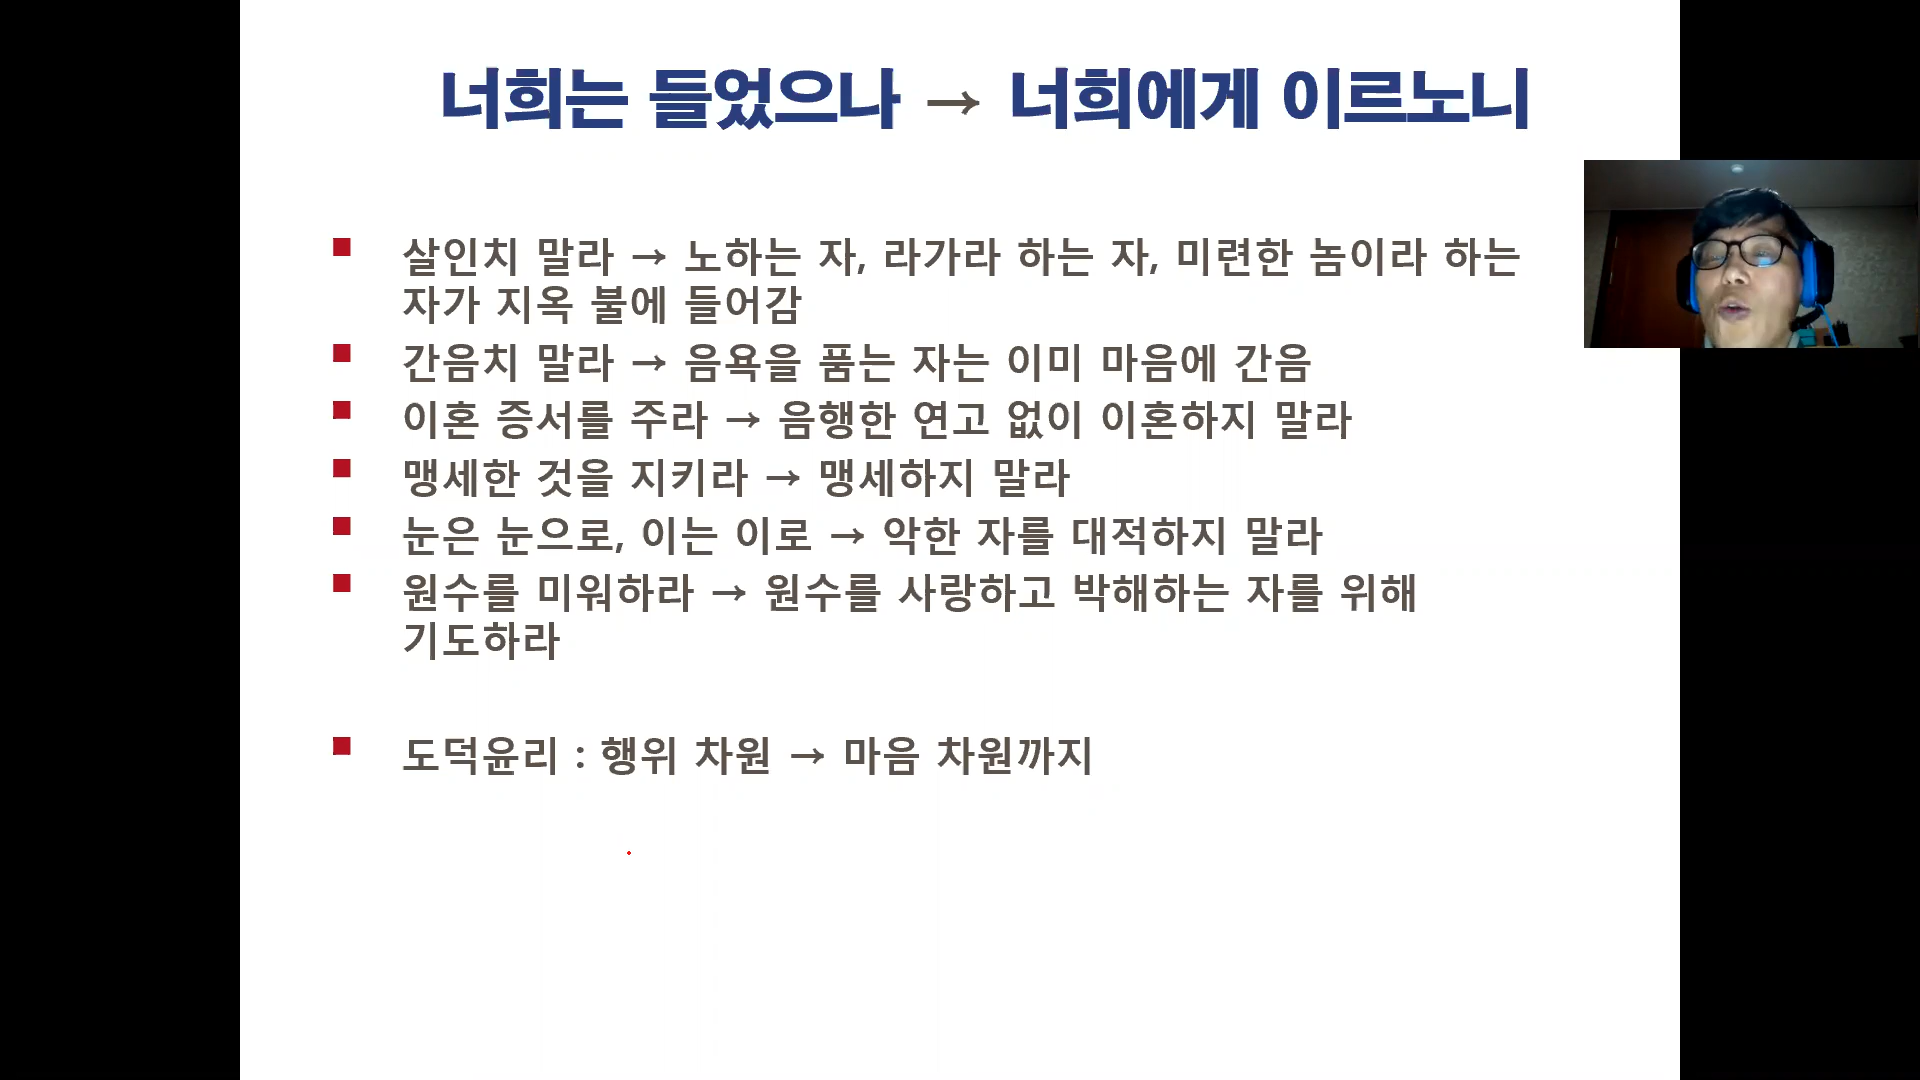 너희는 들었으나 → 너희에게 이르노니
살인치 말라 → 노하는 자, 라가라 하는 자, 미련한 놈이라 하는
자가 지옥 불에 들어감
간음치 말라 → 음욕을 품는 자는 이미 마음에 간음
이혼 증서를 주라 → 음행한 연고 없이 이혼하지 말라
맹세한 것을 지키라 → 맹세하지 말라
눈은 눈으로, 이는 이로 → 악한 자를 대적하지 말라
원수를 미워하라 → 원수를 사랑하고 박해하는 자를 위해
기도하라
도덕윤리 : 행위 차원 → 마음 차원까지